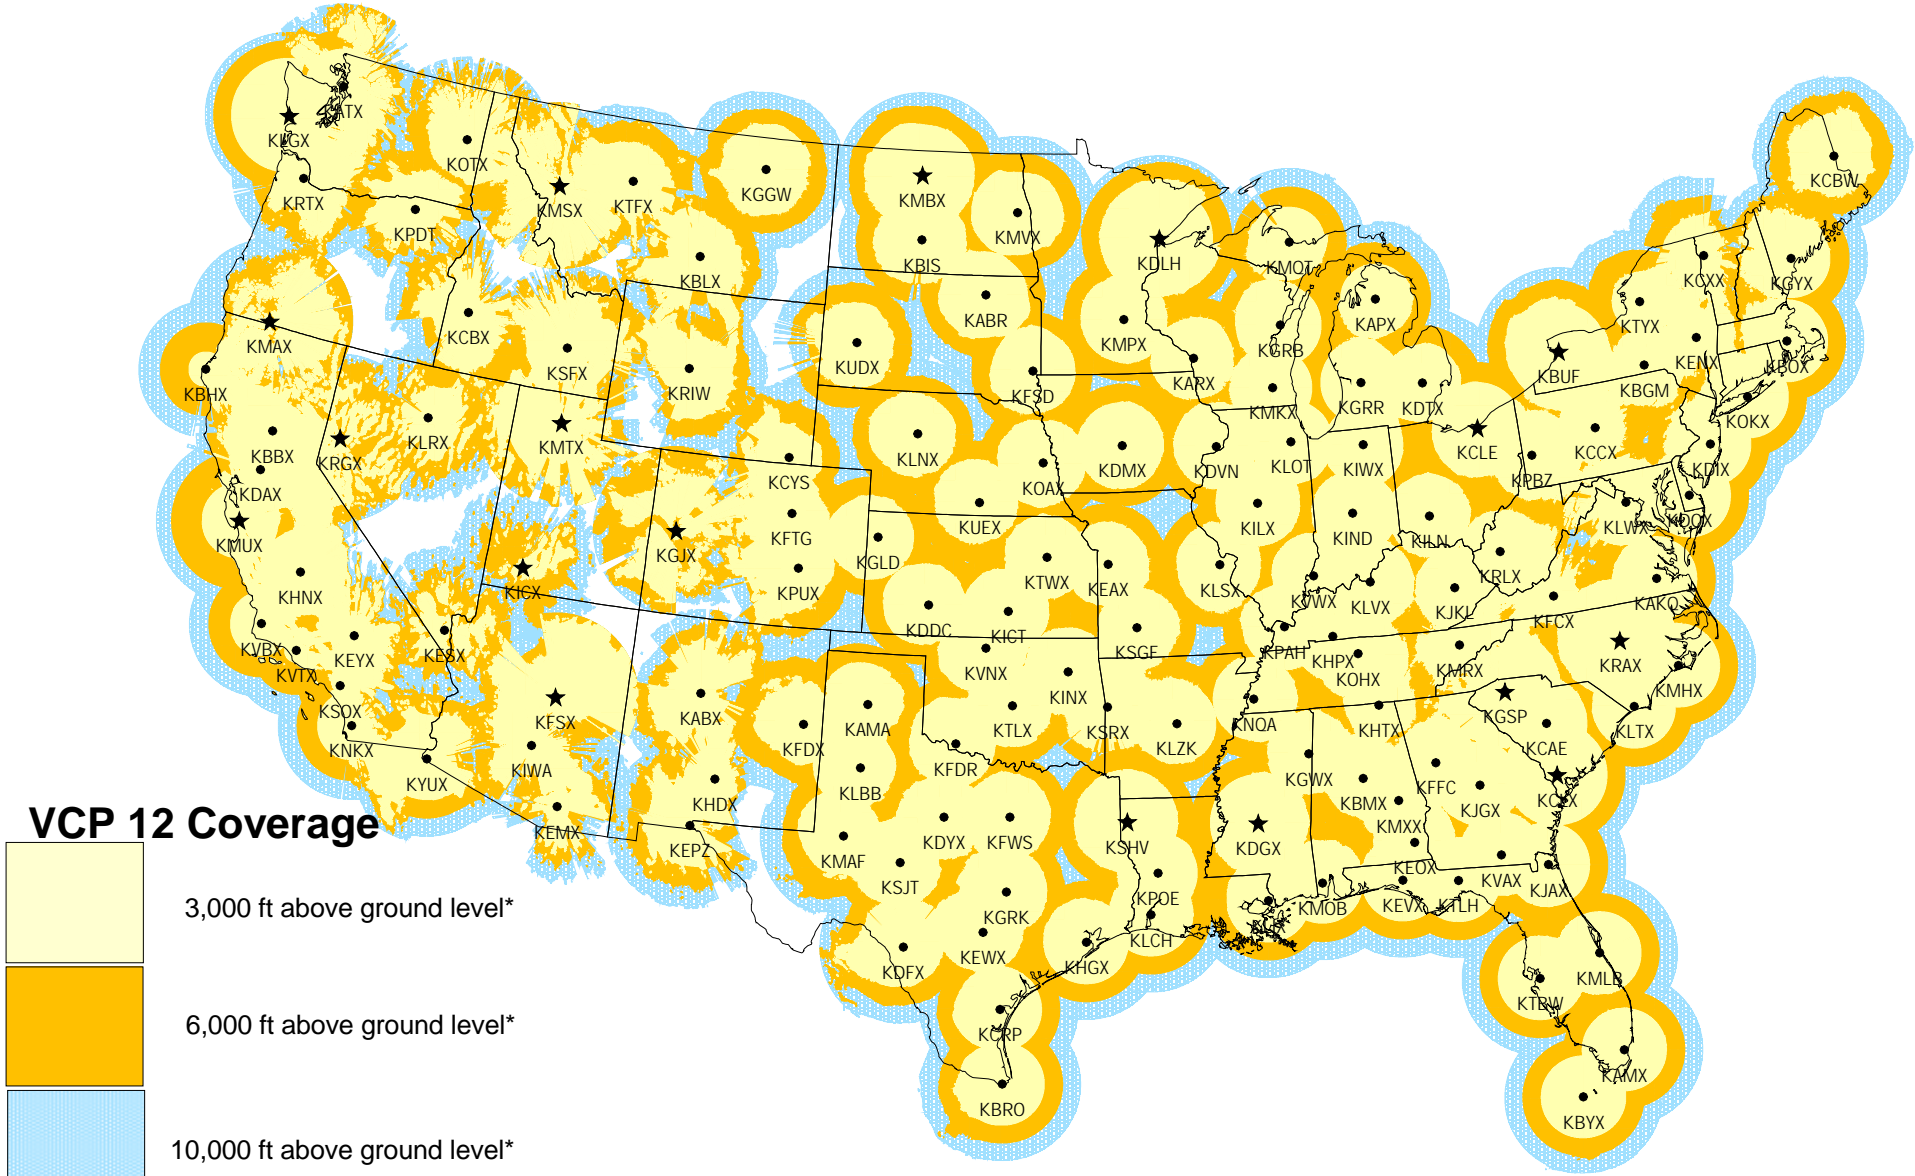 KATX
KLGX
KOTX
KRTX
KPDT
KMSX
KTFX
KGGW
KMBX
KMVX
KBIS
KBLX
KDLH
KMQT
KCBW
KCXX
KGYX
KABR
KMAX
KCBX
KSFX
KRIW
KUDX
KMPX
KARX
KGRB
KAPX
KTYX
KENX
KBOX
KBUF
KBGM
KBHX
KFSD
KMKX
KGRR
KDTX
KOKX
KBBX
KRGX
KLRX
KMTX
KCYS
KLNX
KOAX
KDMX
KDVN
KLOT
KIWX
KCLE
KPBZ
KCCX
KDIX
KDAX
KMUX
KGJX
KFTG
KUEX
KILX
KIND
KILN
KLWX
KDOX
KICX
KPUX
KGLD
KTWX
KEAX
KLSX
KVWX
KLVX
KJKL
KRLX
KFCX
KAKQ
KHNX
KVBX
KEYX
KESX
KVTX
KDDC
KICT
KVNX
KSGF
KPAH
KHPX
KOHX
KMRX
KRAX
KMHX
KSOX
KNKX
KYUX
KFSX
KIWA
KEMX
KABX
KHDX
KEPZ
KFDX
KAMA
KLBB
KINX
KTLX
KFDR
KSRX
KLZK
KNQA
KGWX
KHTX
KGSP
KCAE
KLTX
KFFC
KJGX
KCLX
KBMX
KMXX
KEOX
KDGX
KSHV
KMAF
KSJT
KDYX
KFWS
KGRK
KPOE
KLCH
KHGX
KLIX
KMOB
KEVX
KTLH
KVAX
KJAX
KDFX
KEWX
KCRP
KBRO
KMLB
KTBW
KAMX
KBYX
VCP 12 Coverage
3,000 ft above ground level*
6,000 ft above ground level*
10,000 ft above ground level*